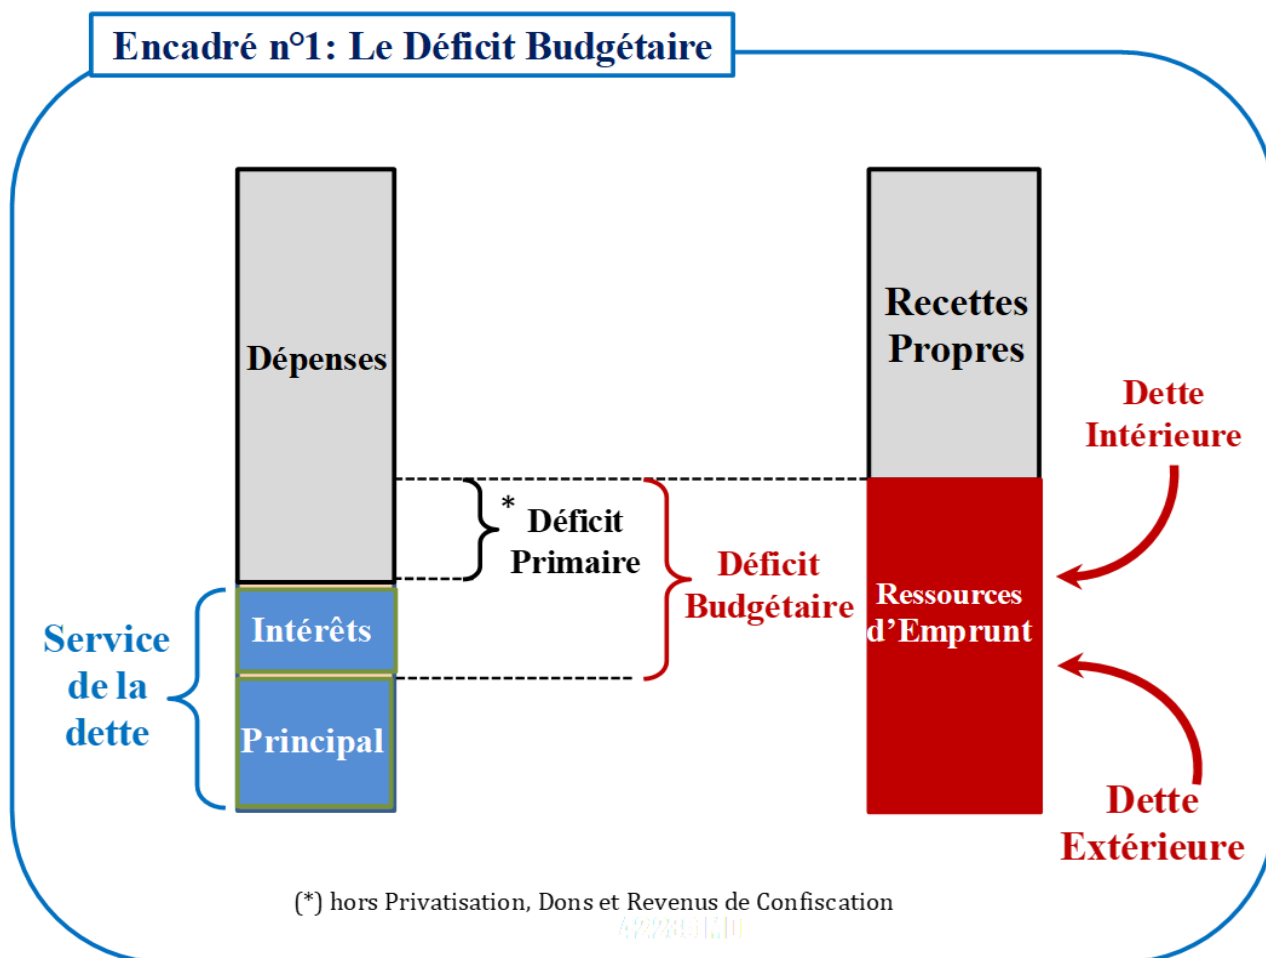 Encadré n°1: Le Déficit Budgétaire
Dépenses
Recettes
Propres
Dette
Intérieure
* Déficit
Primaire
Déficit
Budgétaire
Ressources
d’Emprunt
Service
de la
dette
Intérêts
Principal
Dette
Extérieure
(*) hors Privatisation, Dons et Revenus de Confiscation